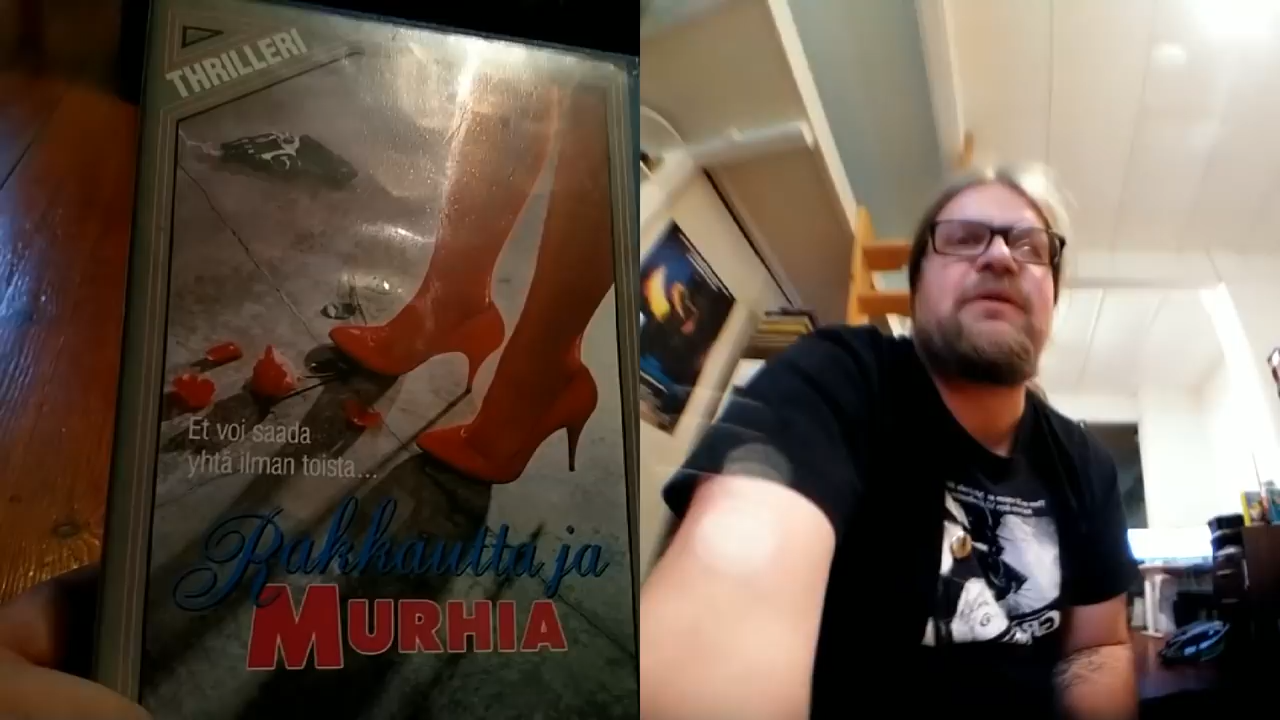 THRILLERI
Et voi saada
yhtä ilman toista...
Rakkautta ja
MURHIA